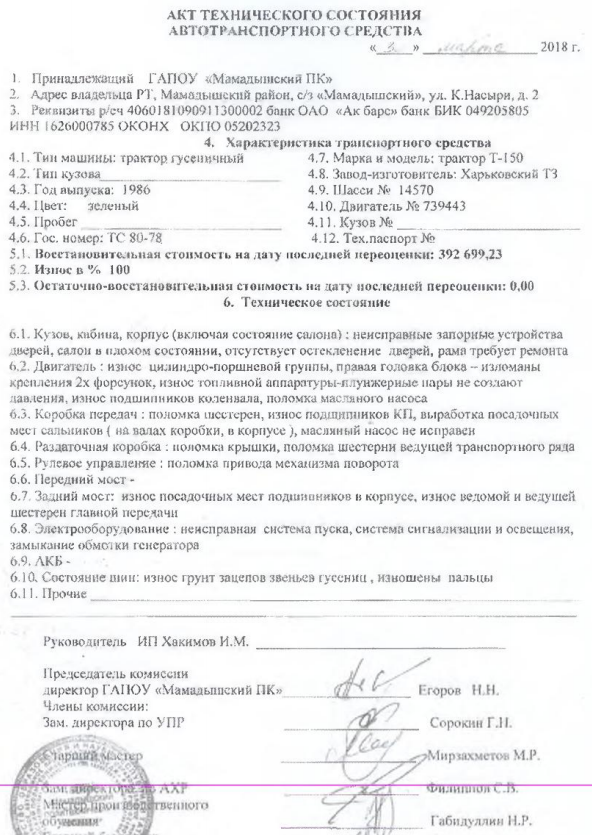 АКТ ТЕХНИЧЕСКОГО СОСТОЯНИЯ
АВТОТРАНСПОРТНОГО СРЕДСТВА
« 3 » марта 2018 г.
1. Принадлежащий ГАПОУ «Мамадышский ПК»
2. Адрес владельца РТ, Мамадышский район, с/з «Мамадышский», ул. К.Насыри, д. 2
3. Реквизиты р/сч 4060181090911300002 банк ОАО «Ак барс» банк БИК 049205805
ИНН 1626000785 ОКОНХ ОКПО 05202323
4. Характеристика транспортного средства
4.1. Тип машины: трактор гусеничный
4.2. Тип кузова
4.3. Год выпуска: 1986
4.4. Цвет: зеленый
4.5. Пробег
4.6. Гос. номер: ТС 80-78
4.7. Марка и модель: трактор Т-150
4.8. Завод-изготовитель: Харьковский ТЗ
4.9. Шасси № 14570
4.10. Двигатель № 739443
4.11. Кузов №
4.12. Тех.паспорт №
5.1. Восстановительная стоимость на дату последней переоценки: 392 699,23
5.2. Износ в % 100
5.3. Остаточно-восстановительная стоимость на дату последней переоценки: 0,00
6. Техническое состояние
6.1. Кузов, кабина, корпус (включая состояние салона) : неисправные запорные устройства
дверей, салон в плохом состоянии, отсутствует остекление дверей, рама требует ремонта
6.2. Двигатель : износ цилиндро-поршневой группы, правая головка блока – изломаны
крепления 2х форсунок, износ топливной аппаратуры-плунжерные пары не создают
давления, износ подшипников коленвала, поломка масляного насоса
6.3. Коробка передач : поломка шестерен, износ подшипников КП, выработка посадочных
мест сальников ( на валах коробки, в корпусе ), масляный насос не исправен
6.4. Раздаточная коробка : поломка крышки, поломка шестерни ведущей транспортного ряда
6.5. Рулевое управление : поломка привода механизма поворота
6.6. Передний мост -
6.7. Задний мост: износ посадочных мест подшипников в корпусе, износ ведомой и ведущей
шестерен главной передачи
6.8. Электрооборудование : неисправная система пуска, система сигнализации и освещения,
замыкание обмотки генератора
6.9. АКБ -
6.10. Состояние шин: износ грунт зацепов звеньев гусениц , изношены пальцы
6.11. Прочие
Руководитель ИП Хакимов И.М.
Председатель комиссии
директор ГАПОУ «Мамадышский ПК» Егоров Н.Н.
Члены комиссии:
Зам. директора по УПР Сорокин Г.Н.
Старший мастер Мирзахметов М.Р.
Зам. директора по АХР Филиппов С.В.
Мастер производственного
обучения Габидуллин Н.Р.